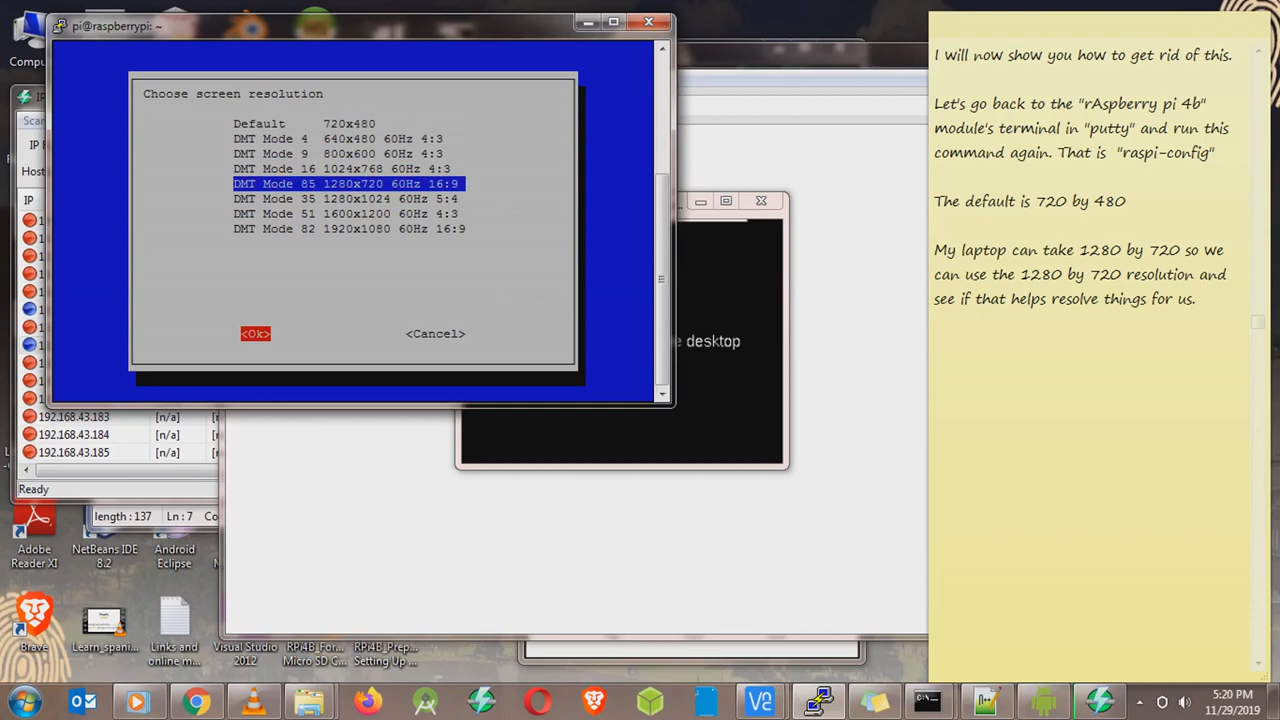 pi@raspberrypi: ~
Choose screen resolution
Default 720x480
DMT Mode 4 640x480 60Hz 4:3
DMT Mode 9 800x600 60Hz 4:3
DMT Mode 16 1024x768 60Hz 4:3
DMT Mode 85 1280x720 60Hz 16:9
DMT Mode 35 1280x1024 60Hz 5:4
DMT Mode 51 1600x1200 60Hz 4:3
DMT Mode 82 1920x1080 60Hz 16:9
<Ok> <Cancel>
I will now show you how to get rid of this.
Let's go back to the "rAspberry pi 4b"
module's terminal in "putty" and run this
command again. That is "raspi-config"
The default is 720 by 480
My laptop can take 1280 by 720 so we
can use the 1280 by 720 resolution and
see if that helps resolve things for us.
desktop
IP
192.168.43.183 [n/a]
192.168.43.184 [n/a]
192.168.43.185 [n/a]
Ready
length : 137 Ln : 7
Adobe
Reader XI
NetBeans IDE
8.2
Android
Eclipse
Brave
Learn_spani...
Links and
online m...
Visual Studio
2012
RPi4B_For...
Micro SD C...
RPi4B_Prep...
Setting Up ...
5:20 PM
11/29/2019